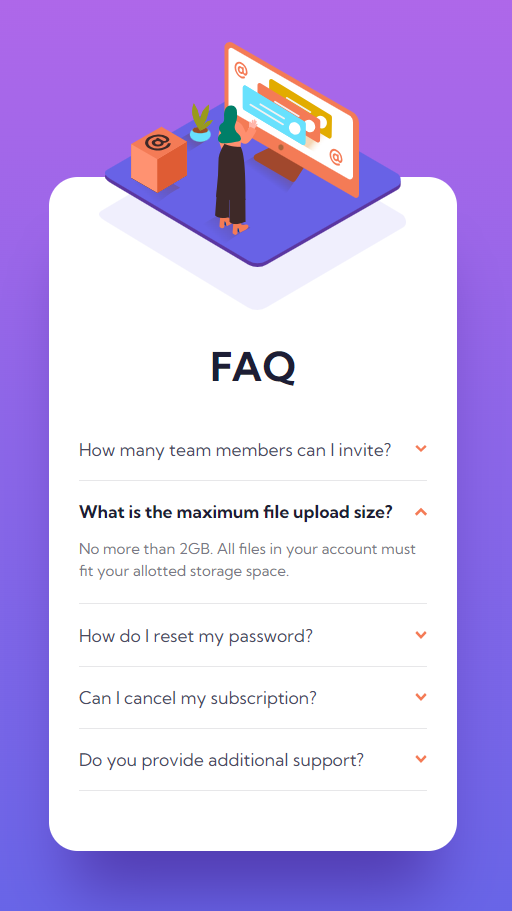 @
@
@
FAQ
How many team members can I invite?
What is the maximum file upload size?
No more than 2GB. All files in your account must
fit your allotted storage space.
How do I reset my password?
Can I cancel my subscription?
Do you provide additional support?